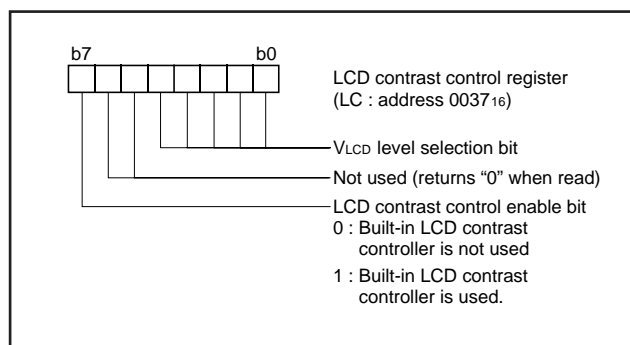 b7 b0
LCD contrast control register
(LC : address 003716)
VLCD level selection bit
Not used (returns “0” when read)
LCD contrast control enable bit
0 : Built-in LCD contrast
controller is not used
1 : Built-in LCD contrast
controller is used.